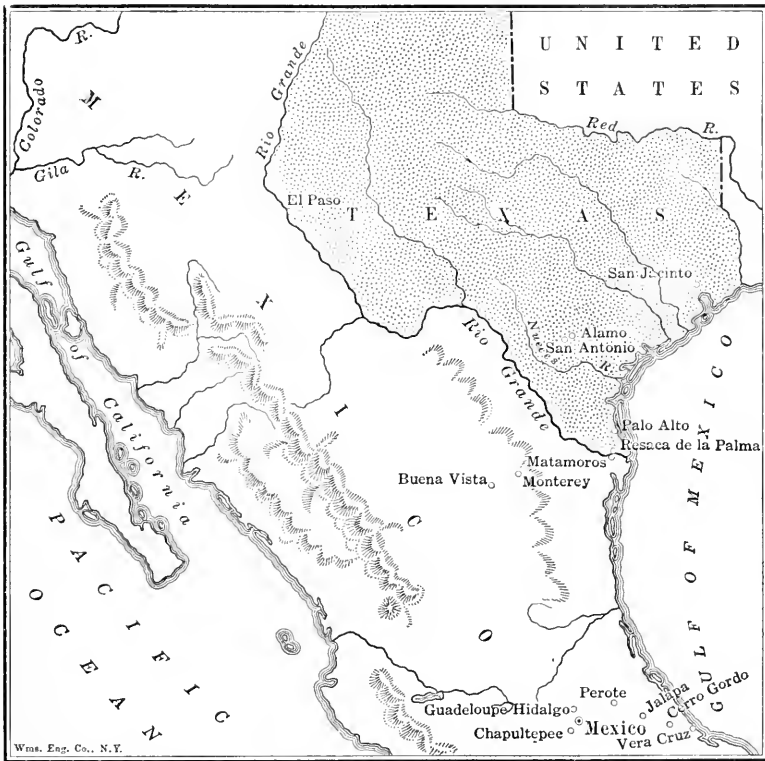 UNITED
STATES
Colorado R.
Rio Grande
Red R.
Gila R.
MEXICO
El Paso
TEXAS
San Jacinto
Gulf of California
Nueces R.
Alamo
San Antonio
Rio Grande
Palo Alto
Resaca de la Palma
Matamoros
Buena Vista
Monterey
GULF OF MEXICO
PACIFIC
OCEAN
Perote
Guadeloupe Hidalgo
Jalapa
Cerro Gordo
Chapultepee
Mexico
Vera Cruz
Wms. Eng. Co., N.Y.